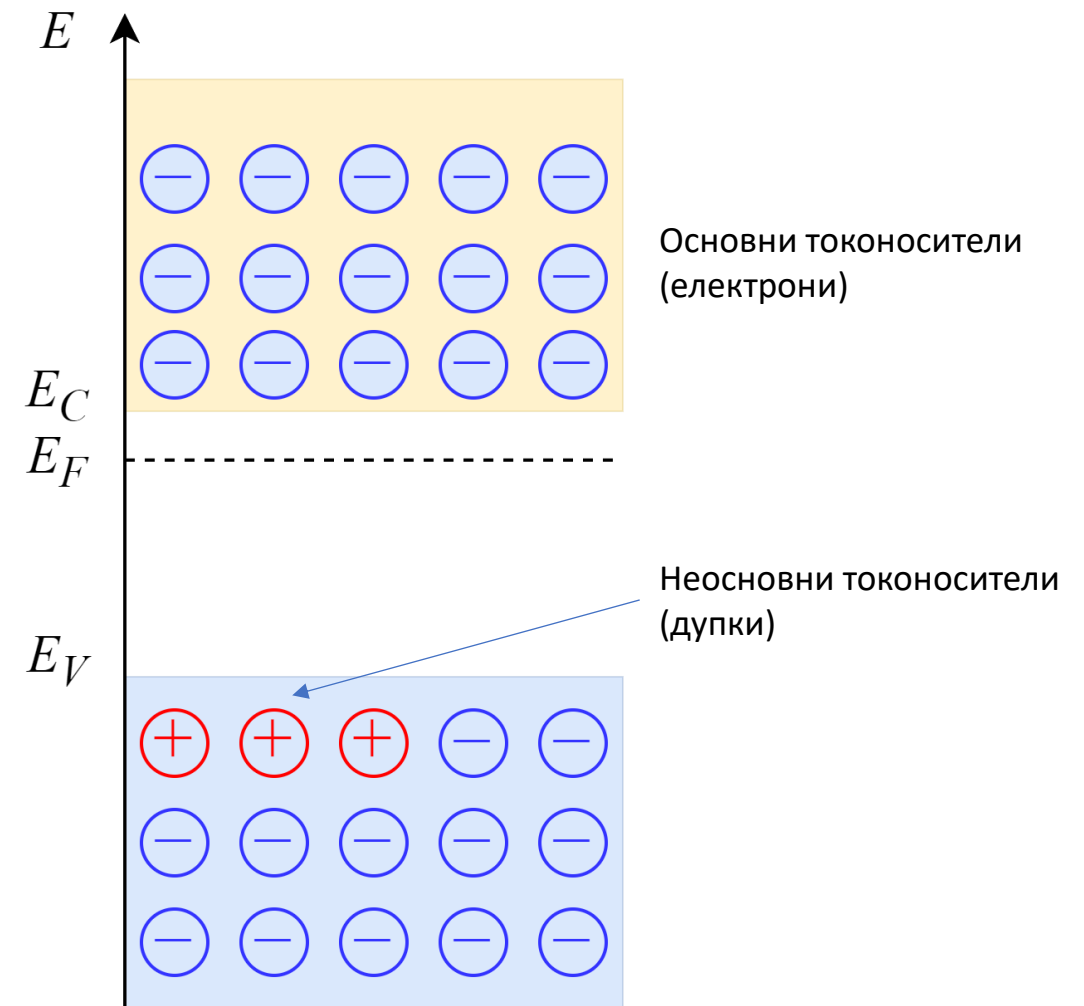 E
Основни токоносители
(електрони)
E_C
E_F
Неосновни токоносители
(дупки)
E_V